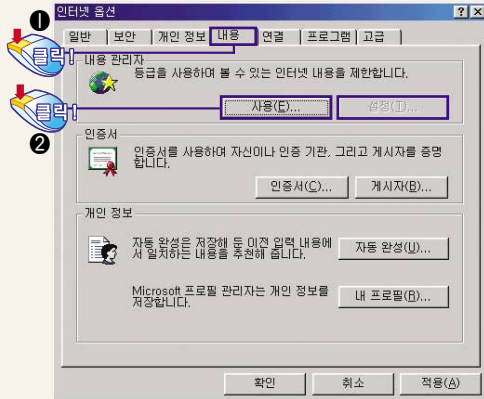 ❶
인터넷 옵션
일반 보안 개인 정보 내용 연결 프로그램 고급
클릭!
내용 관리자
등급을 사용하여 볼 수 있는 인터넷 내용을 제한합니다.
사용(E)... 설정(T)...
클릭!
❷
인증서
인증서를 사용하여 자신이나 인증 기관, 그리고 게시자를 증명
합니다.
인증서(C)... 게시자(B)...
개인 정보
자동 완성은 저장해 둔 이전 입력 내용에
서 일치하는 내용을 추천해 줍니다.
자동 완성(U)...
Microsoft 프로필 관리자는 개인 정보를
저장합니다.
내 프로필(R)...
확인 취소 적용(A)